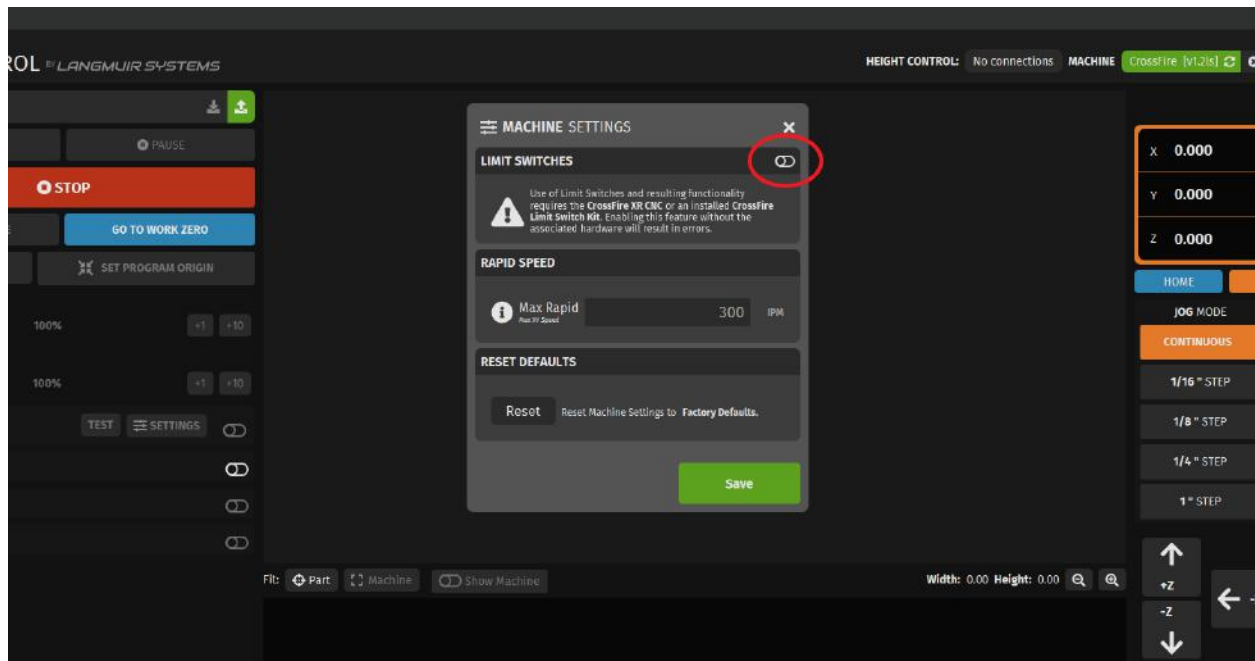 ROL BY LANGMUIR SYSTEMS
HEIGHT CONTROL: No connections MACHINE CrossFire [v1.2is]
PAUSE
STOP
GO TO WORK ZERO
SET PROGRAM ORIGIN
100% +1 +10
100% +1 +10
TEST SETTINGS
MACHINE SETTINGS
LIMIT SWITCHES
Use of Limit Switches and resulting functionality
requires the CrossFire XR CNC or an installed CrossFire
Limit Switch Kit. Enabling this feature without the
associated hardware will result in errors.
RAPID SPEED
Max Rapid 300 IPM
Max XY Speed
RESET DEFAULTS
Reset Reset Machine Settings to Factory Defaults.
Save
X 0.000
Y 0.000
Z 0.000
HOME
JOG MODE
CONTINUOUS
1/16 " STEP
1/8 " STEP
1/4 " STEP
1 " STEP
+Z
-Z
Fit: Part Machine Show Machine
Width: 0.00 Height: 0.00